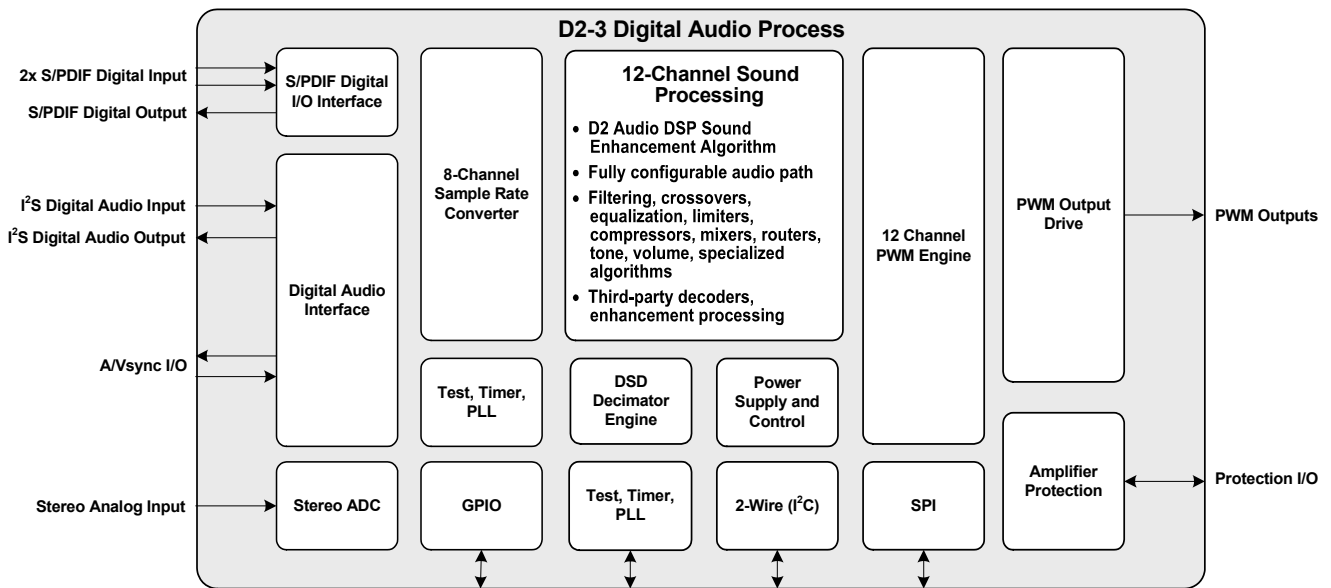 D2-3 Digital Audio Process
2x S/PDIF Digital Input
S/PDIF Digital Output
I²S Digital Audio Input
I²S Digital Audio Output
A/Vsync I/O
Stereo Analog Input
S/PDIF Digital
I/O Interface
Digital Audio
Interface
Stereo ADC
8-Channel
Sample Rate
Converter
Test, Timer,
PLL
GPIO
12-Channel Sound
Processing
• D2 Audio DSP Sound
Enhancement Algorithm
• Fully configurable audio path
• Filtering, crossovers,
equalization, limiters,
compressors, mixers, routers,
tone, volume, specialized
algorithms
• Third-party decoders,
enhancement processing
DSD
Decimator
Engine
Power
Supply and
Control
Test, Timer,
PLL
2-Wire (I²C)
12 Channel
PWM Engine
SPI
PWM Output
Drive
Amplifier
Protection
PWM Outputs
Protection I/O